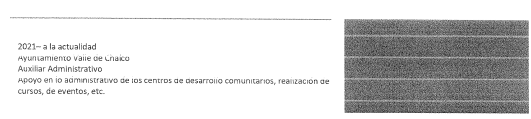 2021– a la actualidad
Ayuntamiento Valle de Chalco
Auxiliar Administrativo
Apoyo en lo administrativo de los centros de desarrollo comunitarios, realización de
cursos, de eventos, etc.